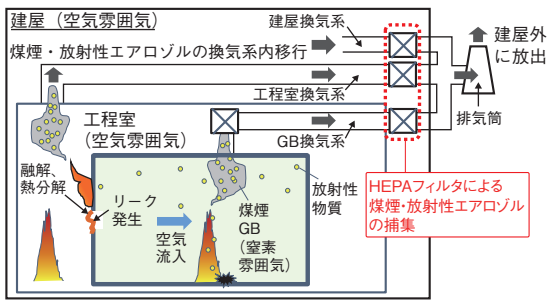 建屋（空気雰囲気）
建屋換気系
煤煙・放射性エアロゾルの換気系内移行
建屋外
に放出
工程室換気系
排気筒
工程室
（空気雰囲気）
GB換気系
融解、
熱分解
リーク
発生
空気
流入
煤煙
GB
（窒素
雰囲気）
放射性
物質
HEPAフィルタによる
煤煙・放射性エアロゾル
の捕集